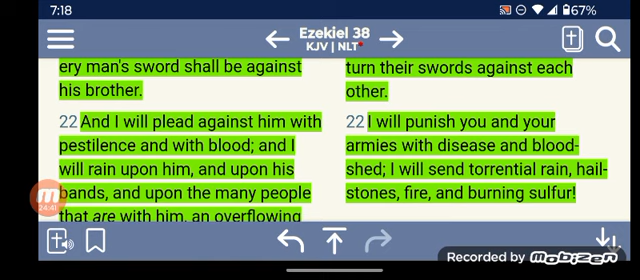 7:18
67%
Ezekiel 38
KJV | NLT
ery man's sword shall be against
his brother.
22 And I will plead against him with
pestilence and with blood; and I
will rain upon him, and upon his
bands, and upon the many people
that are with him, an overflowing
turn their swords against each
other.
22 I will punish you and your
armies with disease and blood-
shed; I will send torrential rain, hail-
stones, fire, and burning sulfur!
M
24:41
Recorded by Mobizen